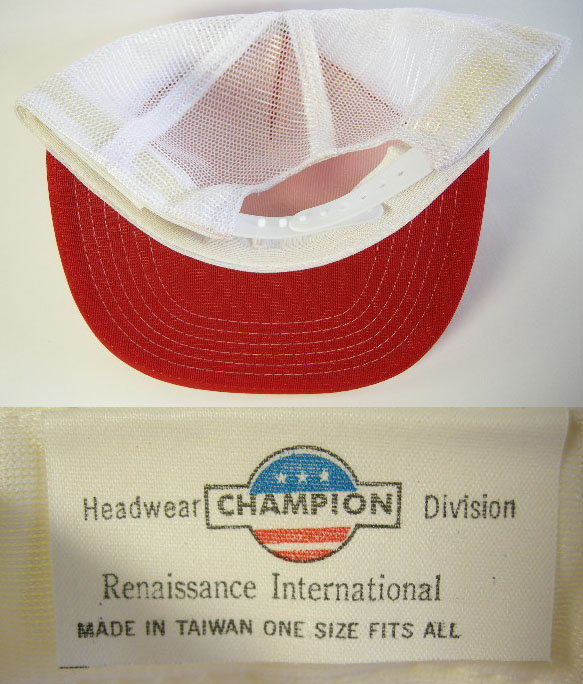 Headwear CHAMPION Division
Renaissance International
MADE IN TAIWAN ONE SIZE FITS ALL